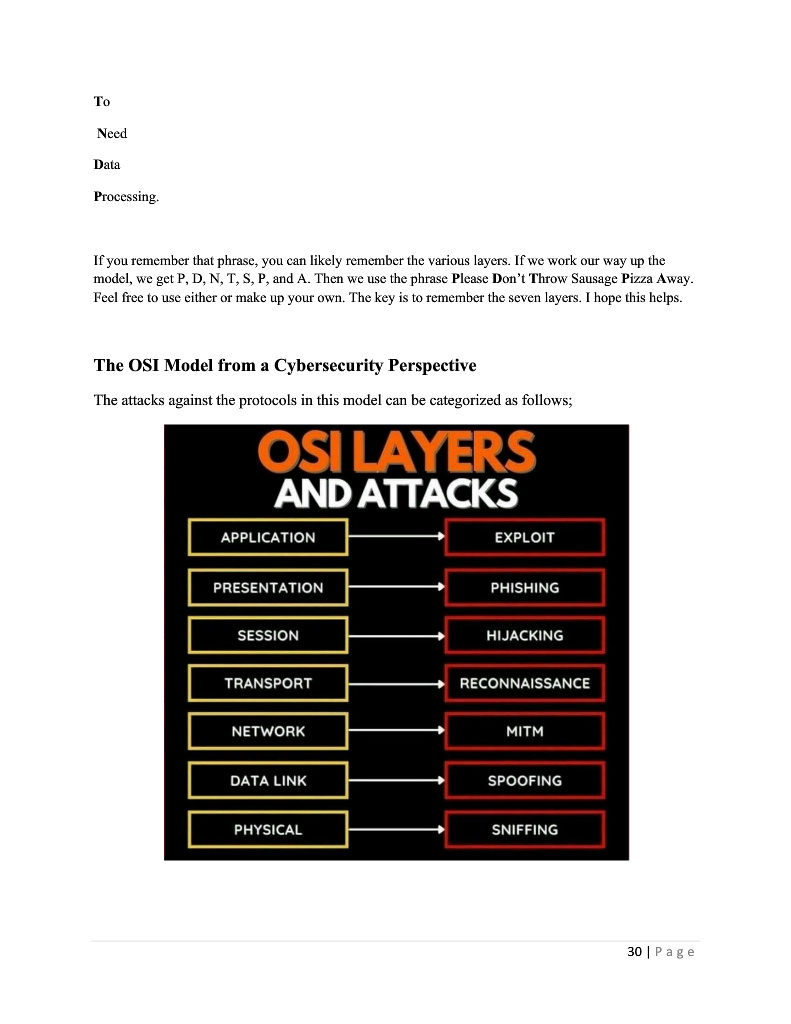 To
Need
Data
Processing.
If you remember that phrase, you can likely remember the various layers. If we work our way up the
model, we get P, D, N, T, S, P, and A. Then we use the phrase Please Don’t Throw Sausage Pizza Away.
Feel free to use either or make up your own. The key is to remember the seven layers. I hope this helps.
The OSI Model from a Cybersecurity Perspective
The attacks against the protocols in this model can be categorized as follows;
OSI LAYERS
AND ATTACKS
APPLICATION EXPLOIT
PRESENTATION PHISHING
SESSION HIJACKING
TRANSPORT RECONNAISSANCE
NETWORK MITM
DATA LINK SPOOFING
PHYSICAL SNIFFING
30 | Page